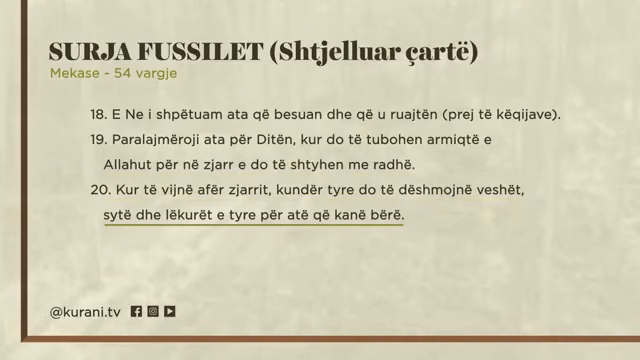 SURJA FUSSILET (Shtjelluar çartë)
Mekase - 54 vargje
18. E Ne i shpëtuam ata që besuan dhe që u ruajtën (prej të këqijave).
19. Paralajmëroji ata për Ditën, kur do të tubohen armiqtë e
Allahut për në zjarr e do të shtyhen me radhë.
20. Kur të vijnë afër zjarrit, kundër tyre do të dëshmojnë veshët,
sytë dhe lëkurët e tyre për atë që kanë bërë.
@kurani.tv